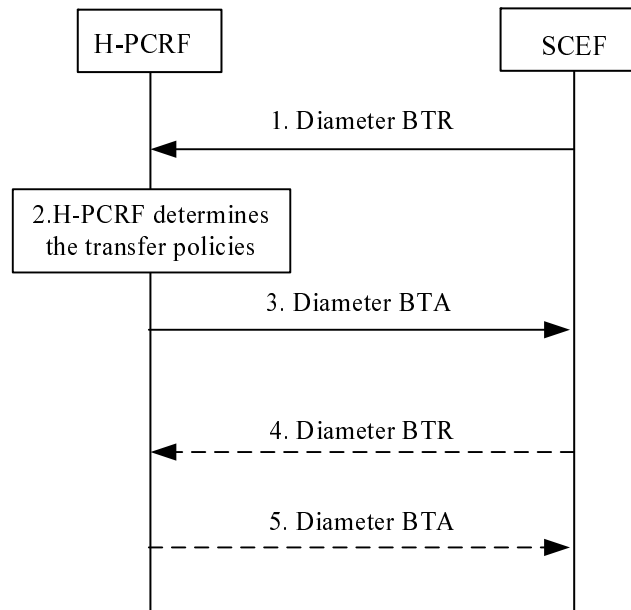 H-PCRF
SCEF
1. Diameter BTR
2.H-PCRF determines
the transfer policies
3. Diameter BTA
4. Diameter BTR
5. Diameter BTA